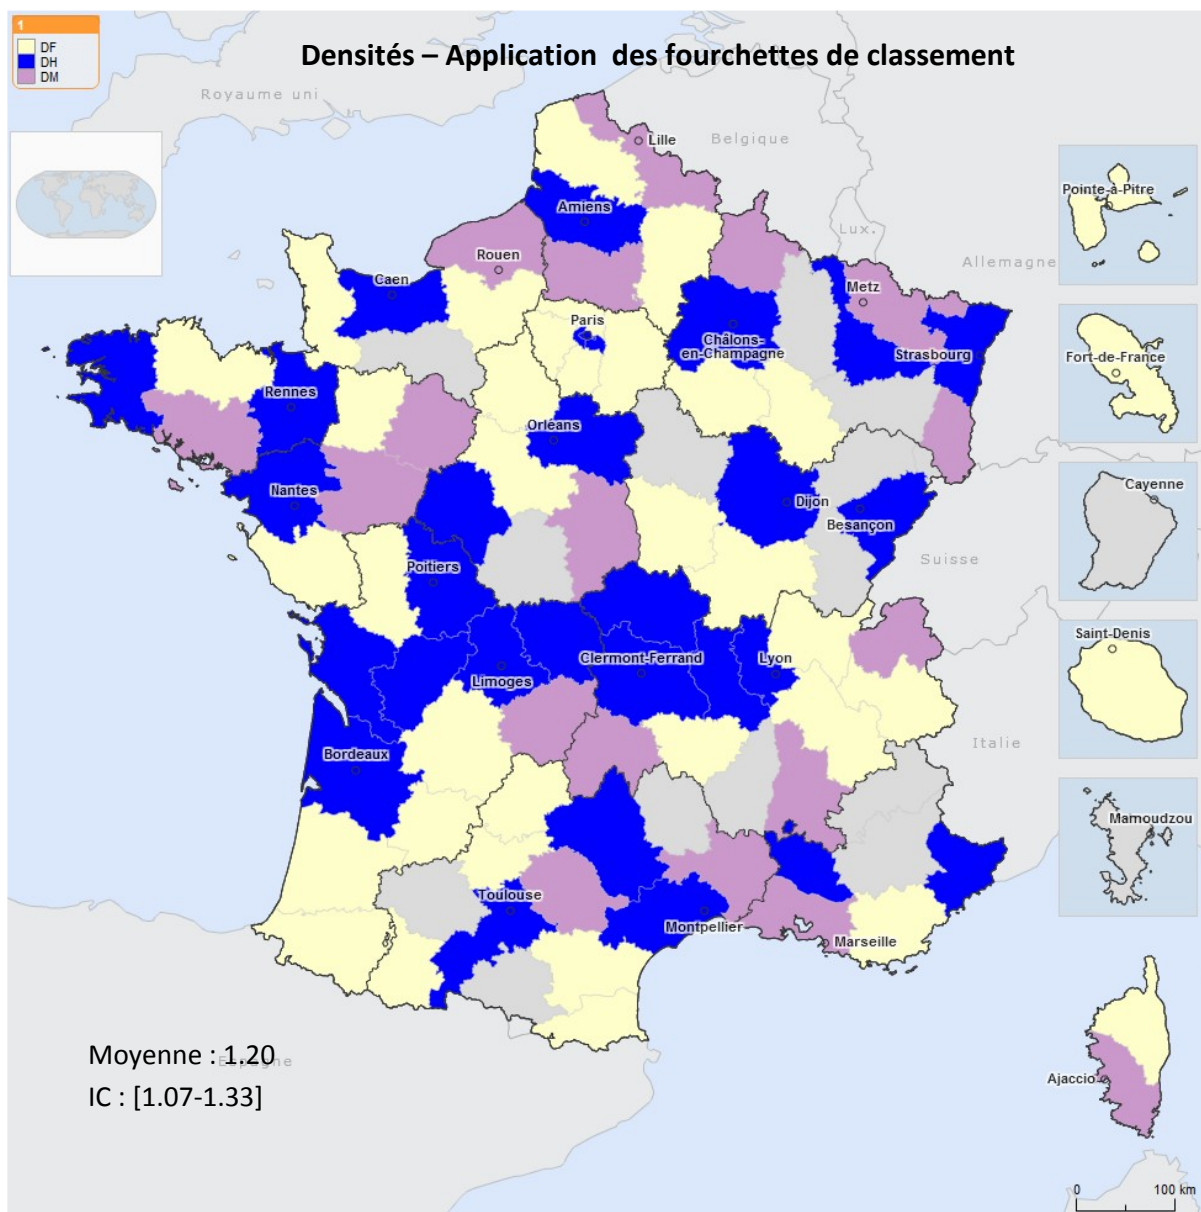 1
DF
DH
DM
Densités – Application des fourchettes de classement
Royaume uni
Belgique
Lille
Pointe-à-Pitre
Amiens
Lux.
Rouen
Allemagne
Caen
Metz
Paris
Châlons-
en-Champagne
Strasbourg
Fort-de-France
Rennes
Orléans
Nantes
Dijon
Besançon
Cayenne
Suisse
Poitiers
Saint-Denis
Clermont-Ferrand
Lyon
Limoges
Bordeaux
Italie
Mamoudzou
Toulouse
Montpellier
Marseille
Moyenne : 1.20
Espagne
IC : [1.07-1.33]
Ajaccio
0 100 km